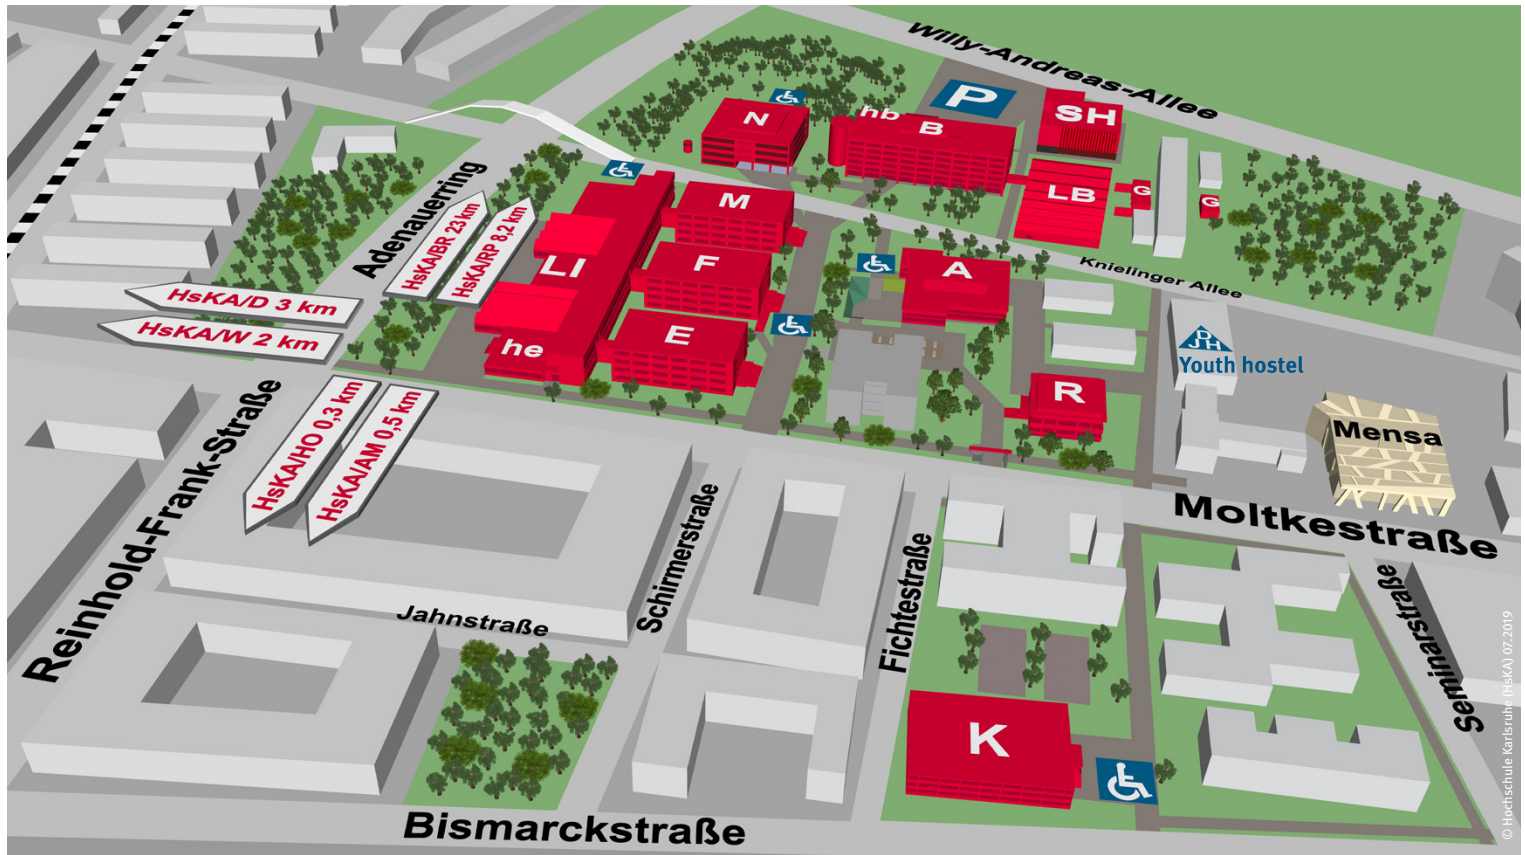 Willy-Andreas-Allee
P
SH
hb
B
N
LB
G
G
M
Adenauerring
HsKA/BR 23 km
HsKA/RP 8,2 km
LI
F
A
Knielinger Allee
HsKA/D 3 km
HsKA/W 2 km
E
he
D
JH
Youth hostel
R
Mensa
HsKA/HO 0,3 km
HsKA/AM 0,5 km
Reinhold-Frank-Straße
Moltkestraße
Schirmerstraße
Fichtestraße
Jahnstraße
Seminarstraße
K
Bismarckstraße
© Hochschule Karlsruhe (HsKA) 07.2019